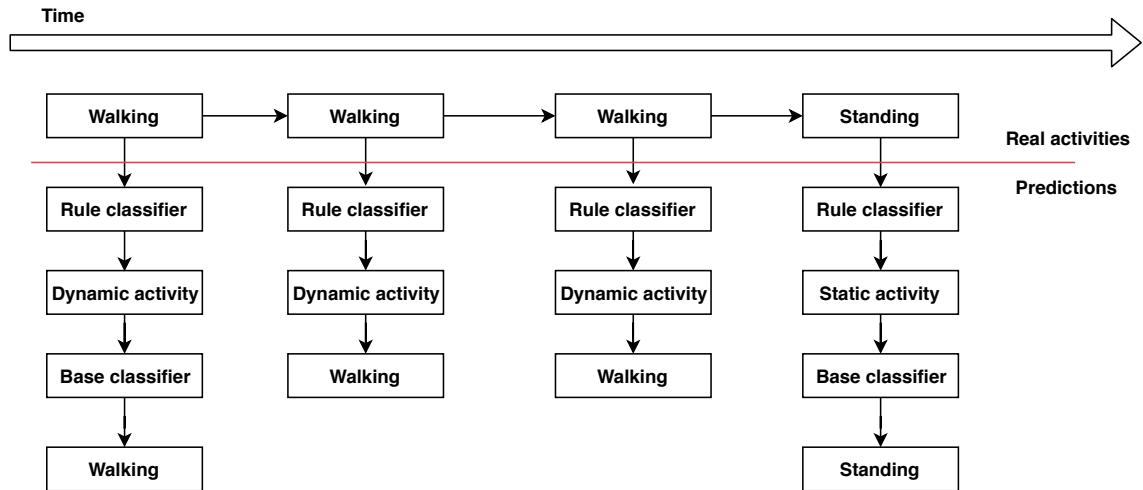 Time
Walking Walking Walking Standing
Real activities
Predictions
Rule classifier Rule classifier Rule classifier Rule classifier
Dynamic activity Dynamic activity Dynamic activity Static activity
Base classifier Walking Walking Base classifier
Walking Standing